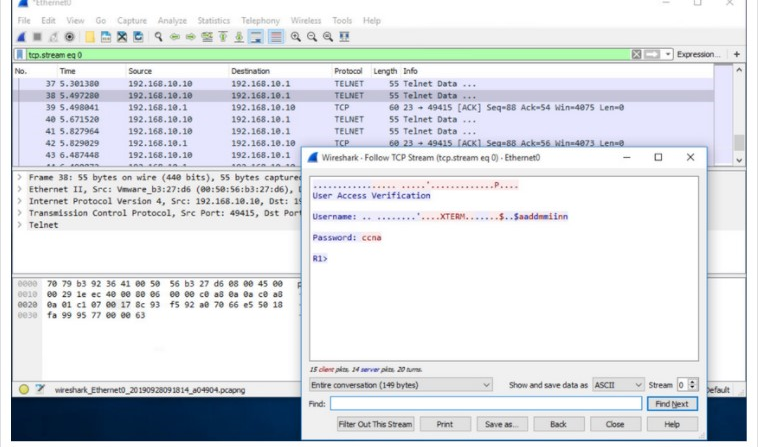 *Ethernet0
File Edit View Go Capture Analyze Statistics Telephony Wireless Tools Help
tcp.stream eq 0
Expression... +
No. Time Source Destination Protocol Length Info
37 5.301380 192.168.10.10 192.168.10.1 TELNET 55 Telnet Data ...
38 5.497280 192.168.10.10 192.168.10.1 TELNET 55 Telnet Data ...
39 5.498041 192.168.10.1 192.168.10.10 TCP 60 23 → 49415 [ACK] Seq=88 Ack=54 Win=4075 Len=0
40 5.671520 192.168.10.10 192.168.10.1 TELNET 55 Telnet Data ...
41 5.827964 192.168.10.10 192.168.10.1 TELNET 55 Telnet Data ...
42 5.829029 192.168.10.1 192.168.10.10 TCP 60 23 → 49415 [ACK] Seq=88 Ack=56 Win=4073 Len=0
43 6.487448 192.168.10.10
> Frame 38: 55 bytes on wire (440 bits), 55 bytes capture
> Ethernet II, Src: Vmware_b3:27:d6 (00:50:56:b3:27:d6),
> Internet Protocol Version 4, Src: 192.168.10.10, Dst: 19
> Transmission Control Protocol, Src Port: 49415, Dst Port
> Telnet
0000 70 79 b3 92 36 41 00 50 56 b3 27 d6 08 00 45 00
0010 00 29 1e ec 40 00 80 06 00 00 c0 a8 0a 0a c0 a8
0020 0a 01 c1 07 00 17 8c 93 f5 92 a0 70 66 e5 50 18
0030 fa 99 95 77 00 00 63
wireshark_Ethernet0_20190928091814_a04904.pcapng
Default
Wireshark - Follow TCP Stream (tcp.stream eq 0) - Ethernet0
................. .....'.............P....
User Access Verification
Username: .. ........'....XTERM.......$..$aaddmmiinn
Password: ccna
R1>
15 client pkts, 14 server pkts, 20 turns.
Entire conversation (149 bytes)
Show and save data as ASCII
Stream 0
Find:
Find Next
Filter Out This Stream
Print
Save as...
Back
Close
Help